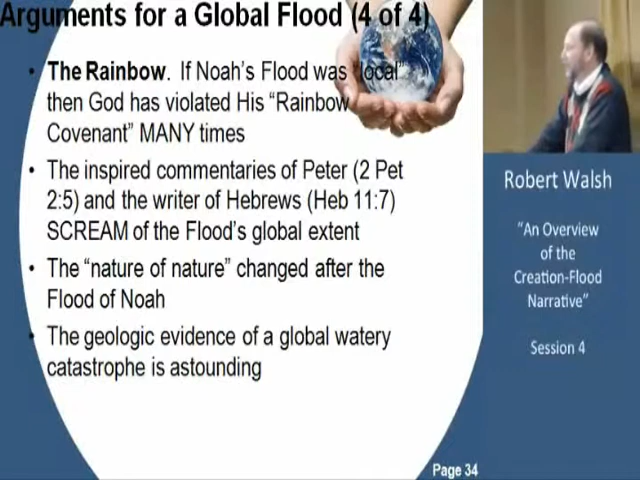 Arguments for a Global Flood (4 of 4)
• The Rainbow. If Noah's Flood was "local"
then God has violated His "Rainbow
Covenant" MANY times
• The inspired commentaries of Peter (2 Pet
2:5) and the writer of Hebrews (Heb 11:7)
SCREAM of the Flood's global extent
• The "nature of nature" changed after the
Flood of Noah
• The geologic evidence of a global watery
catastrophe is astounding
Page 34
Robert Walsh
"An Overview
of the
Creation-Flood
Narrative"
Session 4